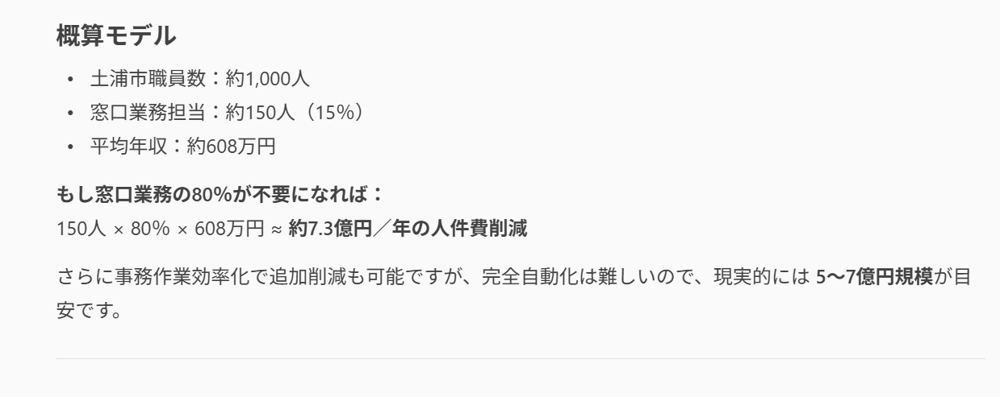 概算モデル
• 土浦市職員数：約1,000人
• 窓口業務担当：約150人（15％）
• 平均年収：約608万円
もし窓口業務の80％が不要になれば：
150人 × 80％ × 608万円 ≈ 約7.3億円／年の人件費削減
さらに事務作業効率化で追加削減も可能ですが、完全自動化は難しいので、現実的には 5〜7億円規模が目
安です。